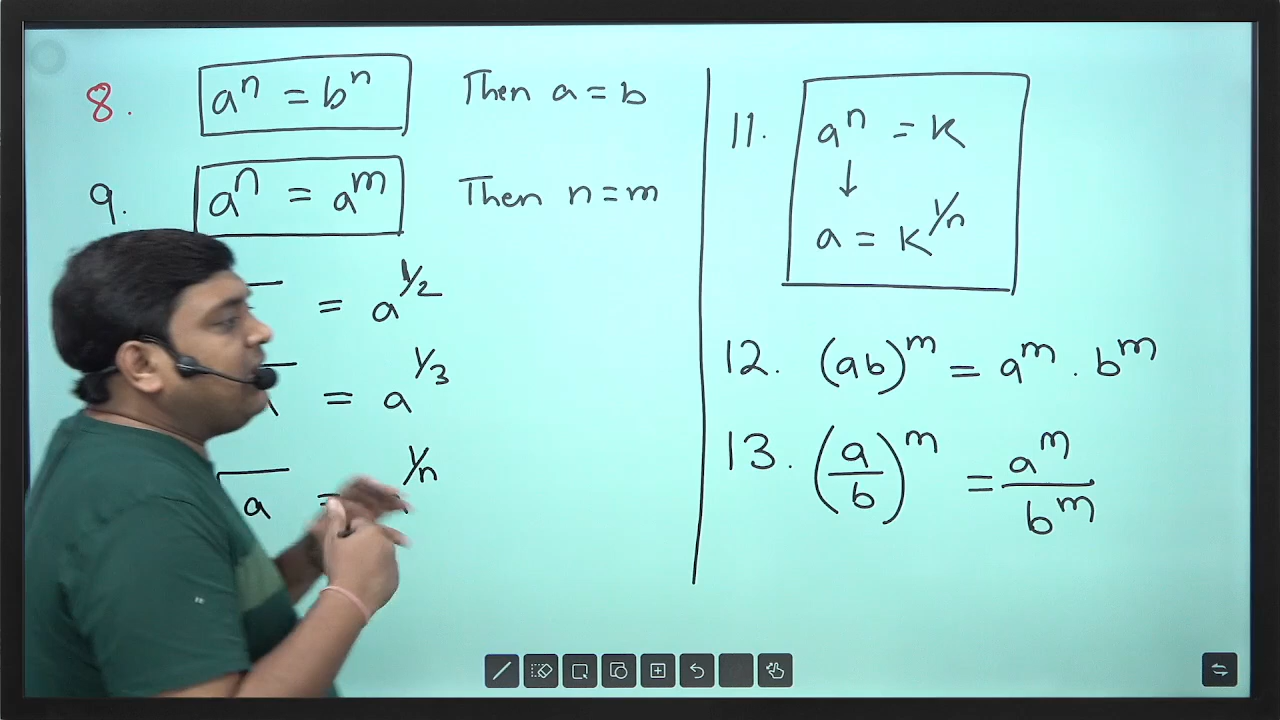 8. aⁿ = bⁿ Then a = b
9. aⁿ = aᵐ Then n = m
= a^1/2
= a^1/3
a = ^1/n
11. aⁿ = K
↓
a = K^1/n
12. (ab)ᵐ = aᵐ . bᵐ
13. (a/b)ᵐ = aᵐ/bᵐ